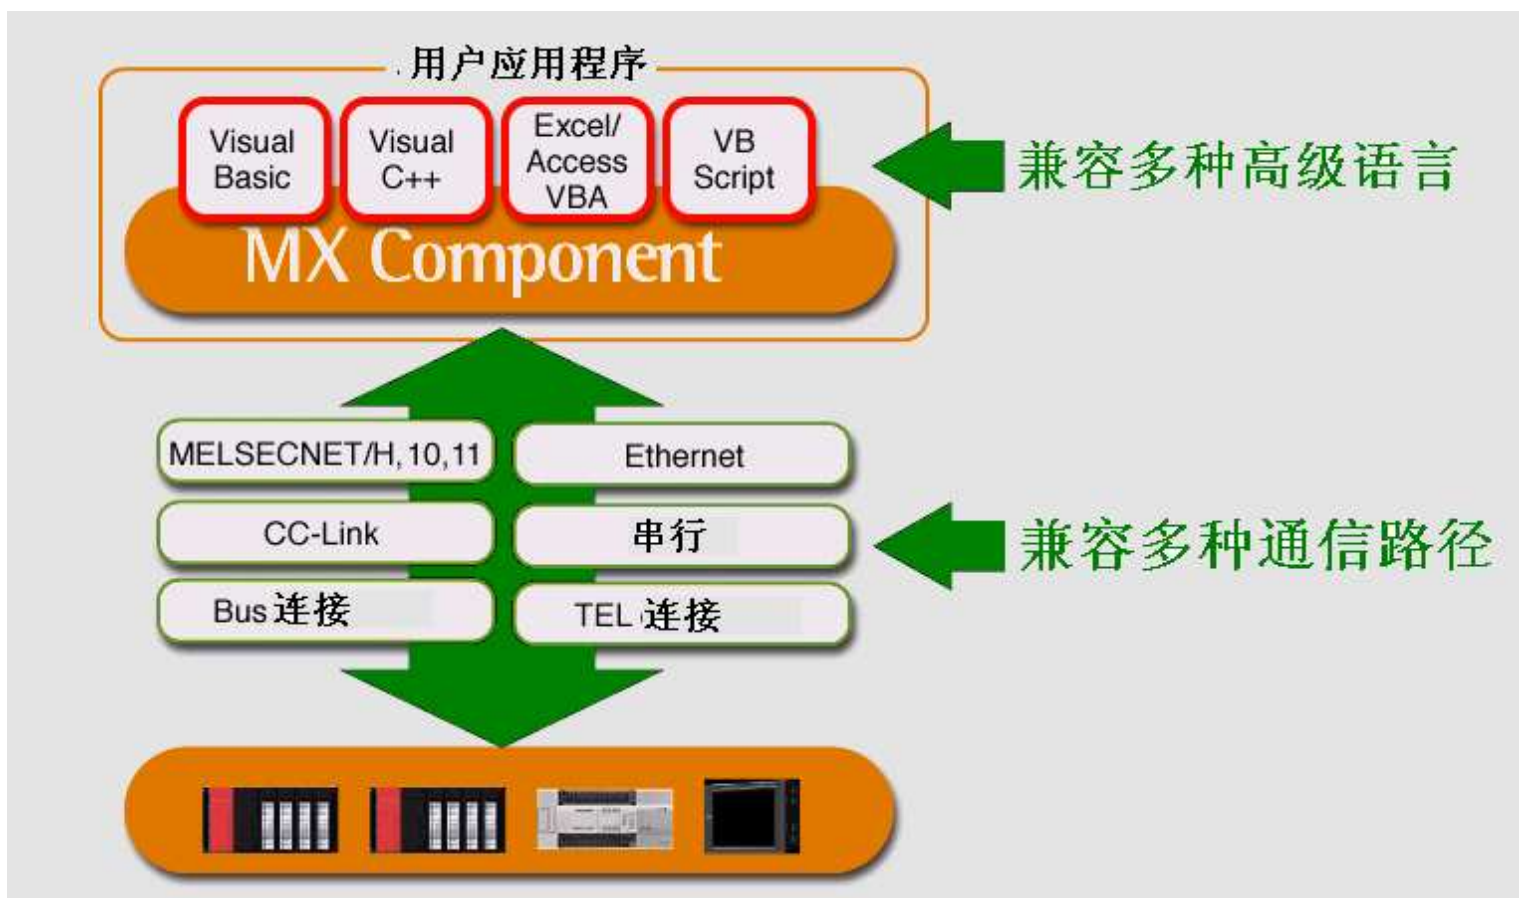 用户应用程序
Visual
Basic
Visual
C++
Excel/
Access
VBA
VB
Script
兼容多种高级语言
MX Component
MELSECNET/H,10,11
Ethernet
CC-Link
串行
兼容多种通信路径
Bus 连接
TEL 连接